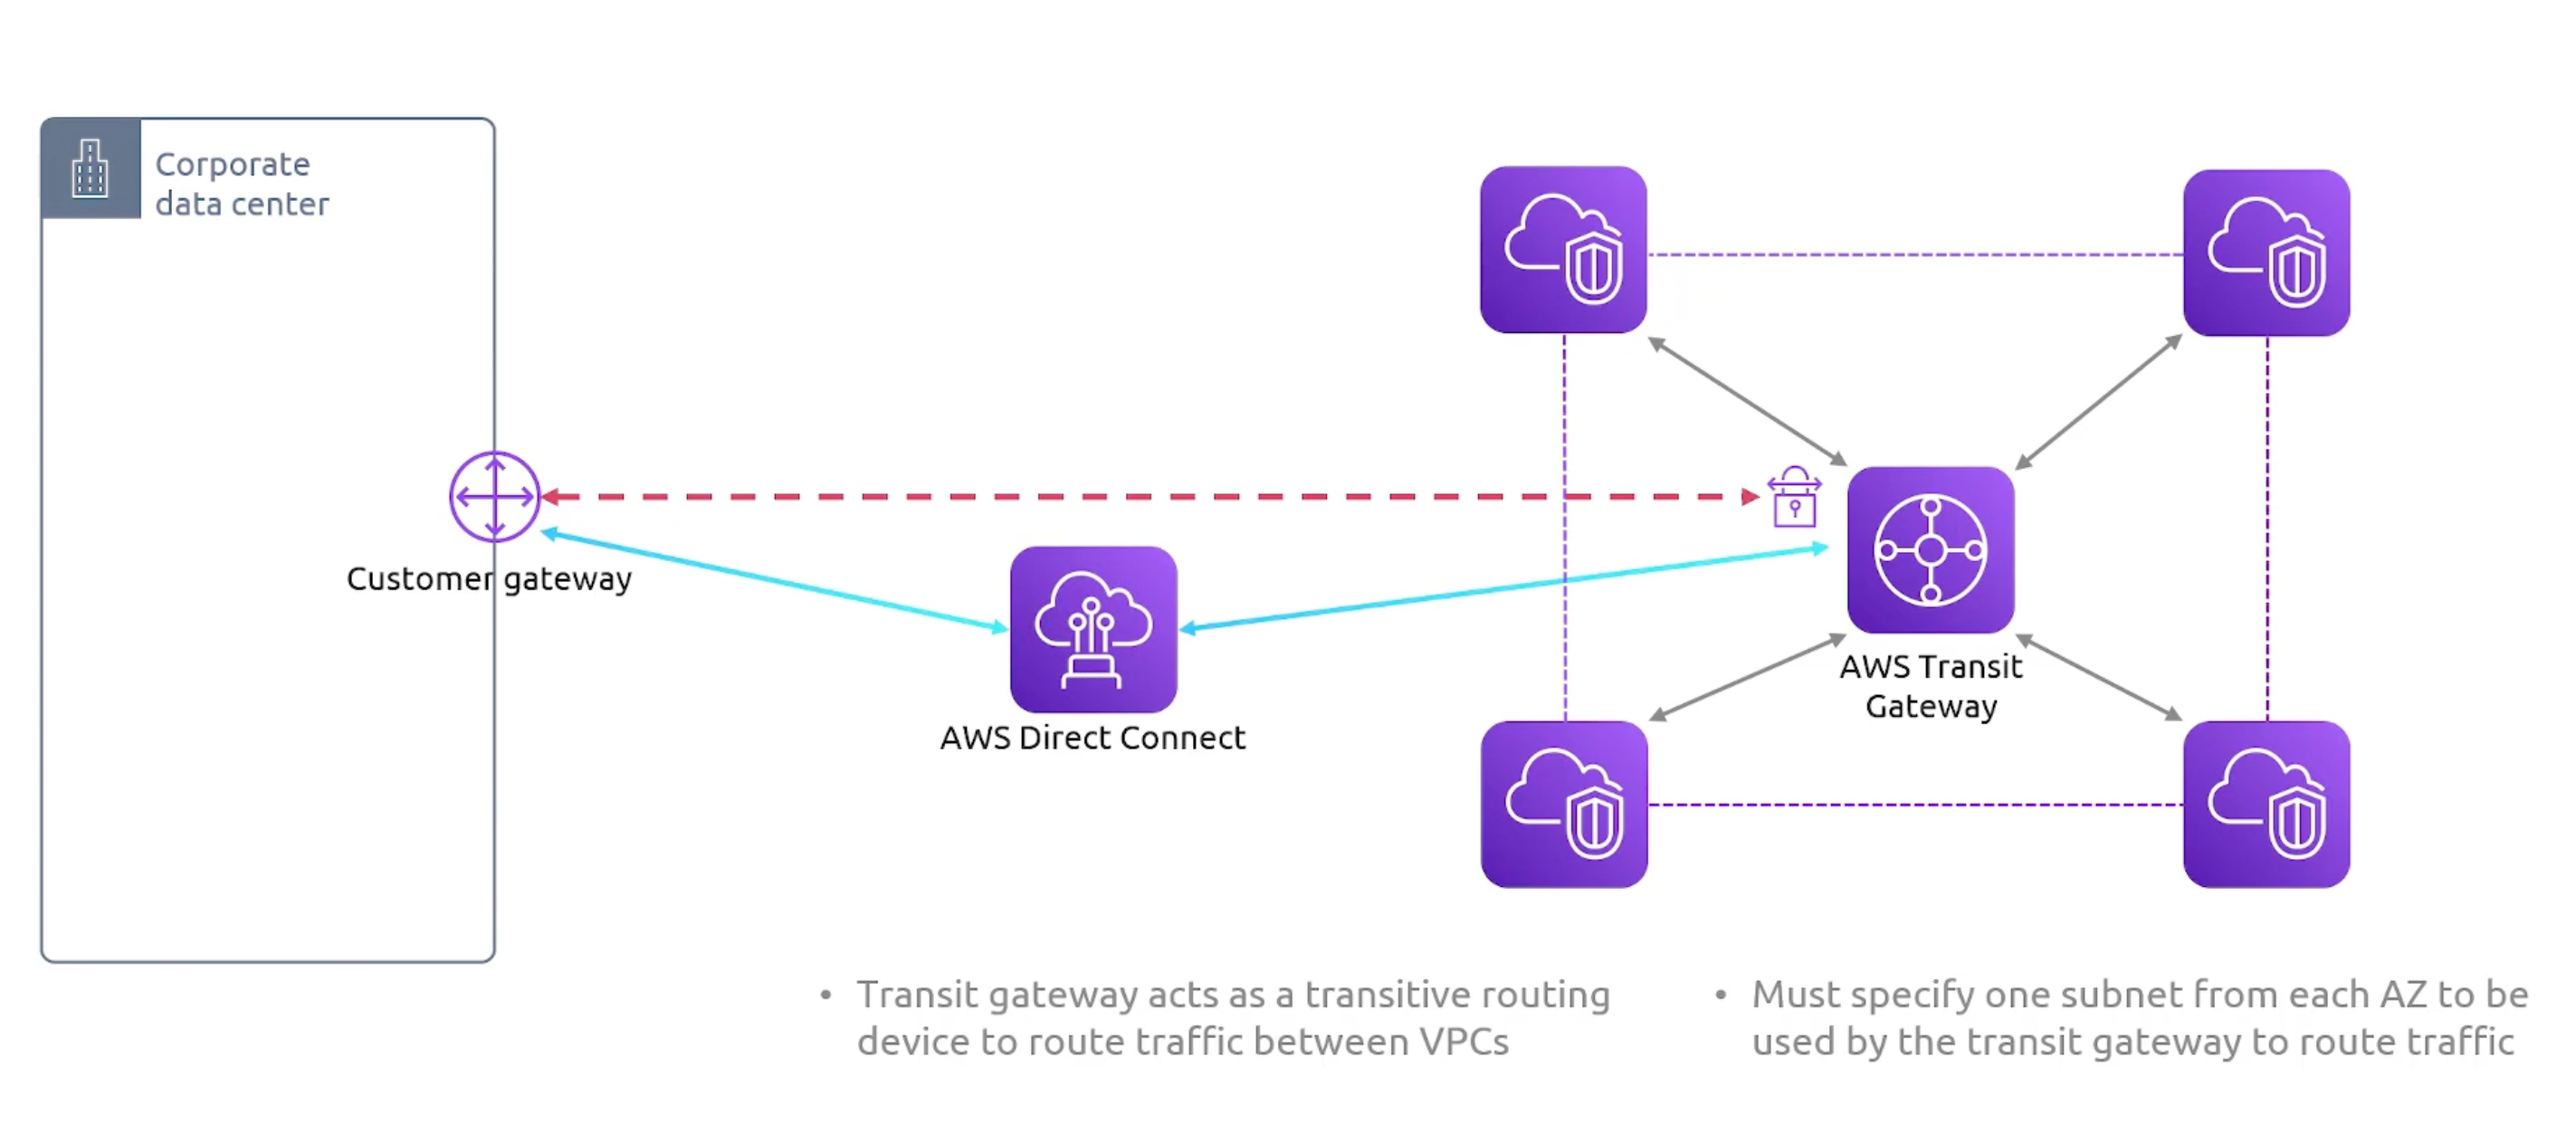 Corporate
data center
Customer gateway
AWS Direct Connect
AWS Transit
Gateway
• Transit gateway acts as a transitive routing
device to route traffic between VPCs
• Must specify one subnet from each AZ to be
used by the transit gateway to route traffic